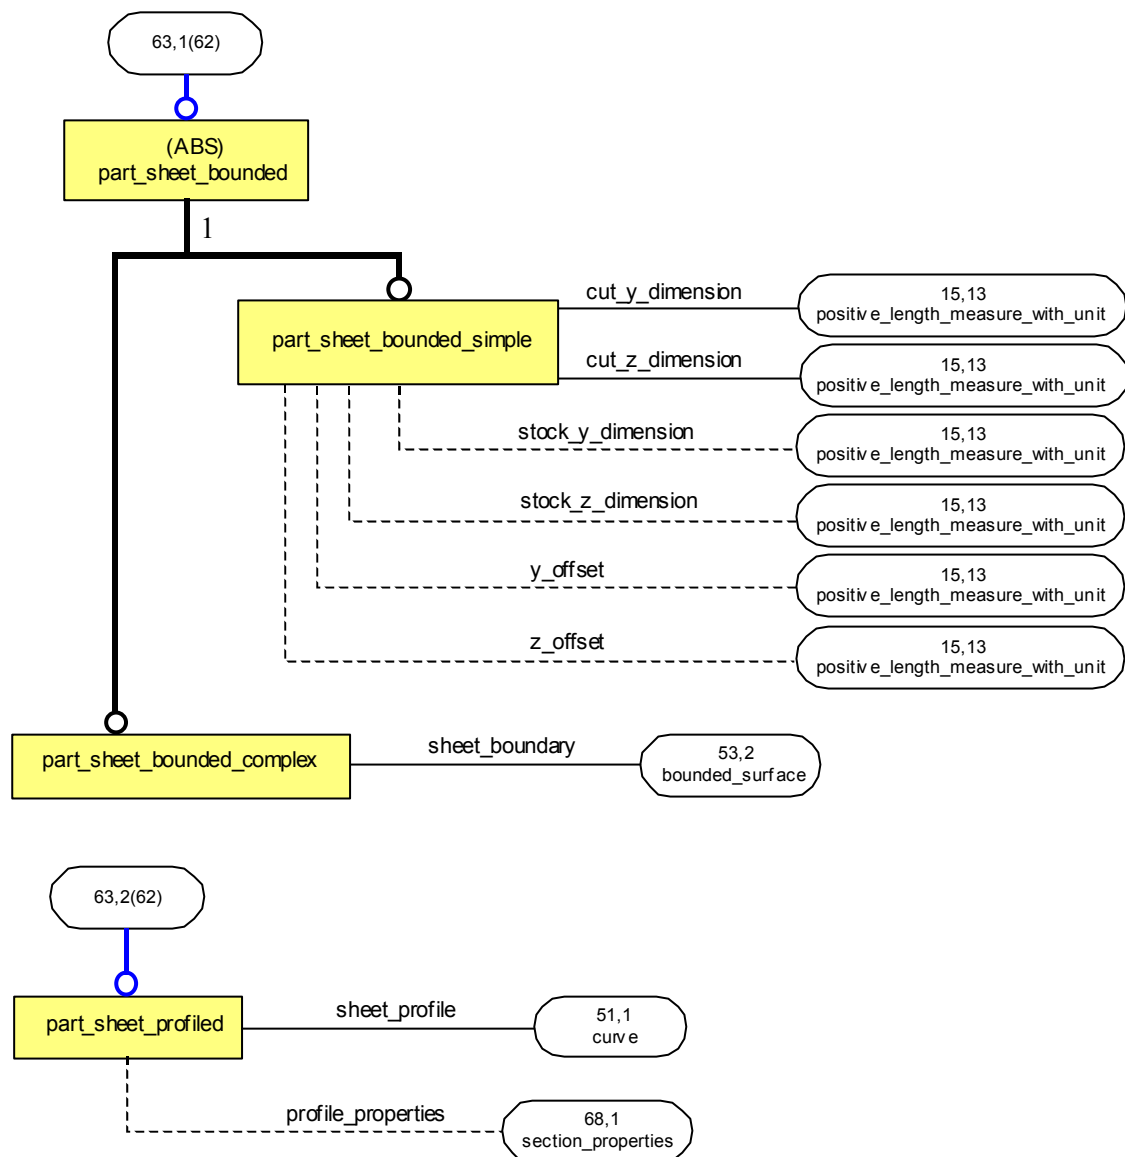 63,1(62)
(ABS)
part_sheet_bounded
1
cut_y_dimension
15,13
positive_length_measure_with_unit
part_sheet_bounded_simple
cut_z_dimension
15,13
positive_length_measure_with_unit
stock_y_dimension
15,13
positive_length_measure_with_unit
stock_z_dimension
15,13
positive_length_measure_with_unit
y_offset
15,13
positive_length_measure_with_unit
z_offset
15,13
positive_length_measure_with_unit
part_sheet_bounded_complex
sheet_boundary
53,2
bounded_surface
63,2(62)
part_sheet_profiled
sheet_profile
51,1
curve
profile_properties
68,1
section_properties